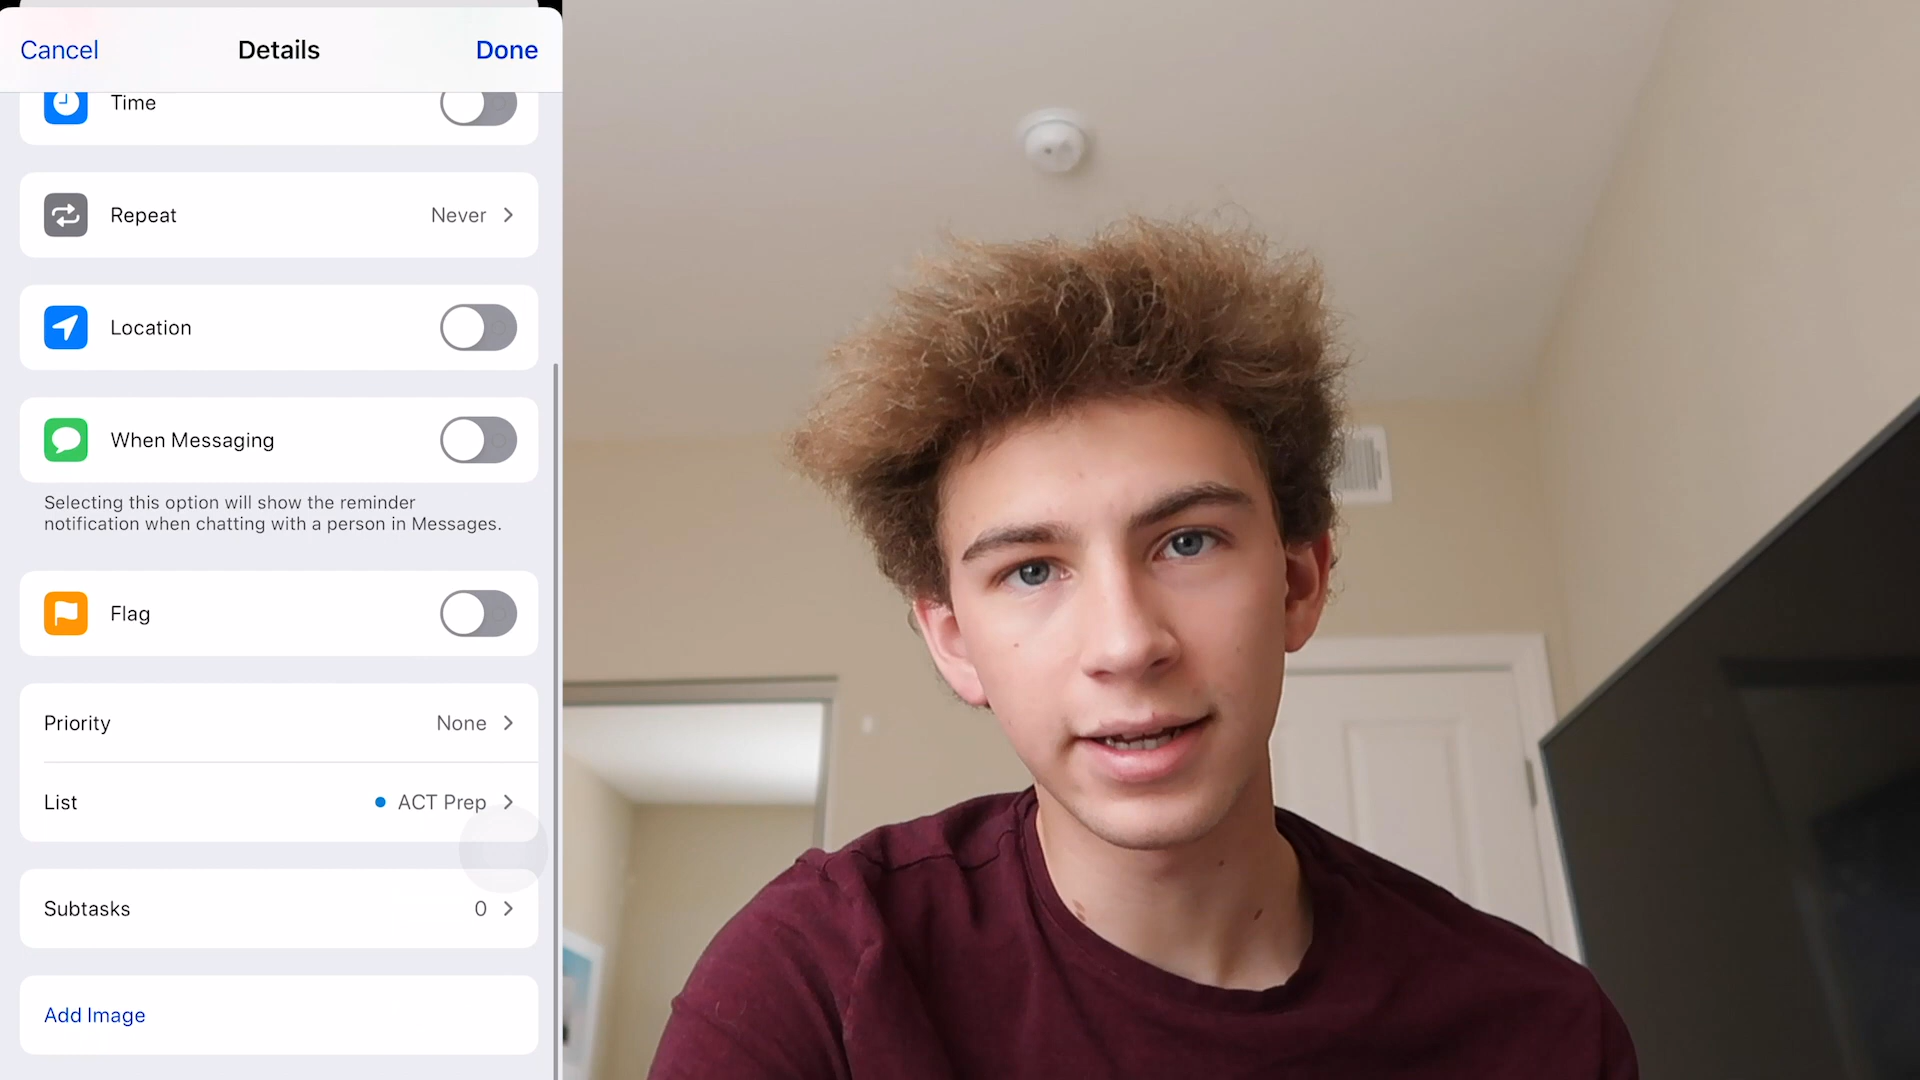 Cancel Details Done
Time
Repeat Never
Location
When Messaging
Selecting this option will show the reminder
notification when chatting with a person in Messages.
Flag
Priority None
List ACT Prep
Subtasks 0
Add Image